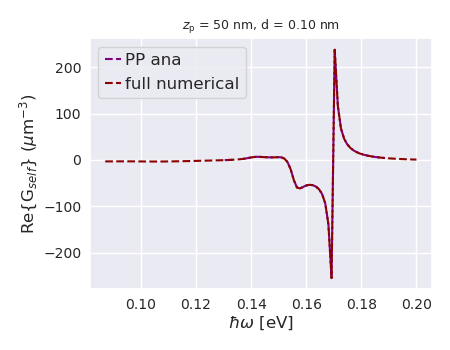 z_p = 50 nm, d = 0.10 nm
Re{G_self} (μm⁻³)
200
100
0
−100
−200
PP ana
full numerical
0.10 0.12 0.14 0.16 0.18 0.20
ħω [eV]